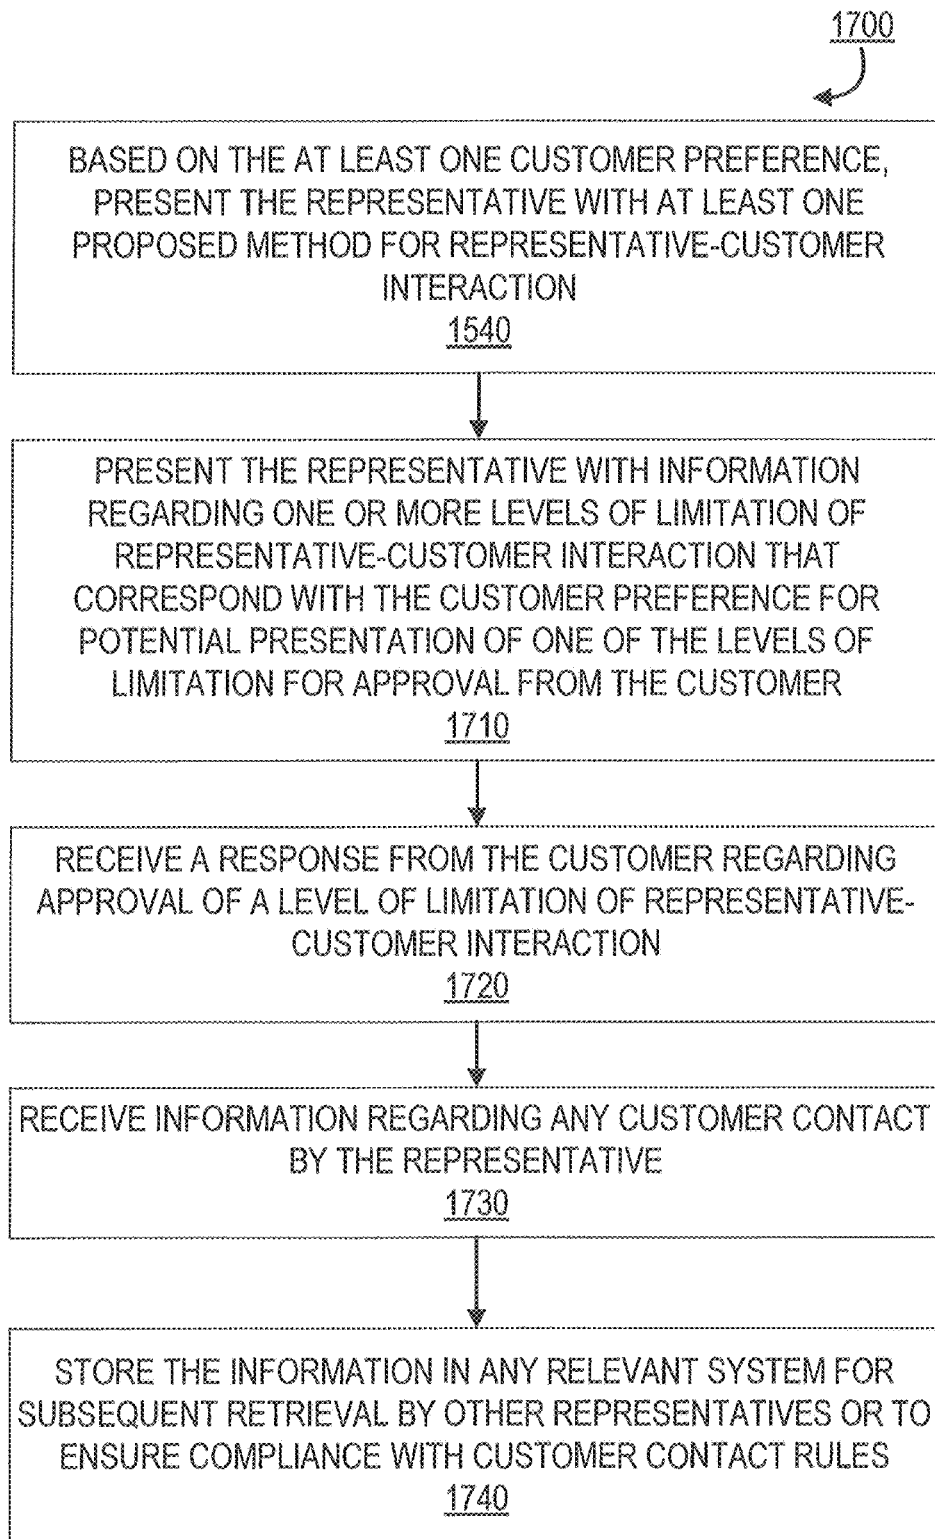 1700
BASED ON THE AT LEAST ONE CUSTOMER PREFERENCE,
PRESENT THE REPRESENTATIVE WITH AT LEAST ONE
PROPOSED METHOD FOR REPRESENTATIVE-CUSTOMER
INTERACTION
1540
PRESENT THE REPRESENTATIVE WITH INFORMATION
REGARDING ONE OR MORE LEVELS OF LIMITATION OF
REPRESENTATIVE-CUSTOMER INTERACTION THAT
CORRESPOND WITH THE CUSTOMER PREFERENCE FOR
POTENTIAL PRESENTATION OF ONE OF THE LEVELS OF
LIMITATION FOR APPROVAL FROM THE CUSTOMER
1710
RECEIVE A RESPONSE FROM THE CUSTOMER REGARDING
APPROVAL OF A LEVEL OF LIMITATION OF REPRESENTATIVE-
CUSTOMER INTERACTION
1720
RECEIVE INFORMATION REGARDING ANY CUSTOMER CONTACT
BY THE REPRESENTATIVE
1730
STORE THE INFORMATION IN ANY RELEVANT SYSTEM FOR
SUBSEQUENT RETRIEVAL BY OTHER REPRESENTATIVES OR TO
ENSURE COMPLIANCE WITH CUSTOMER CONTACT RULES
1740